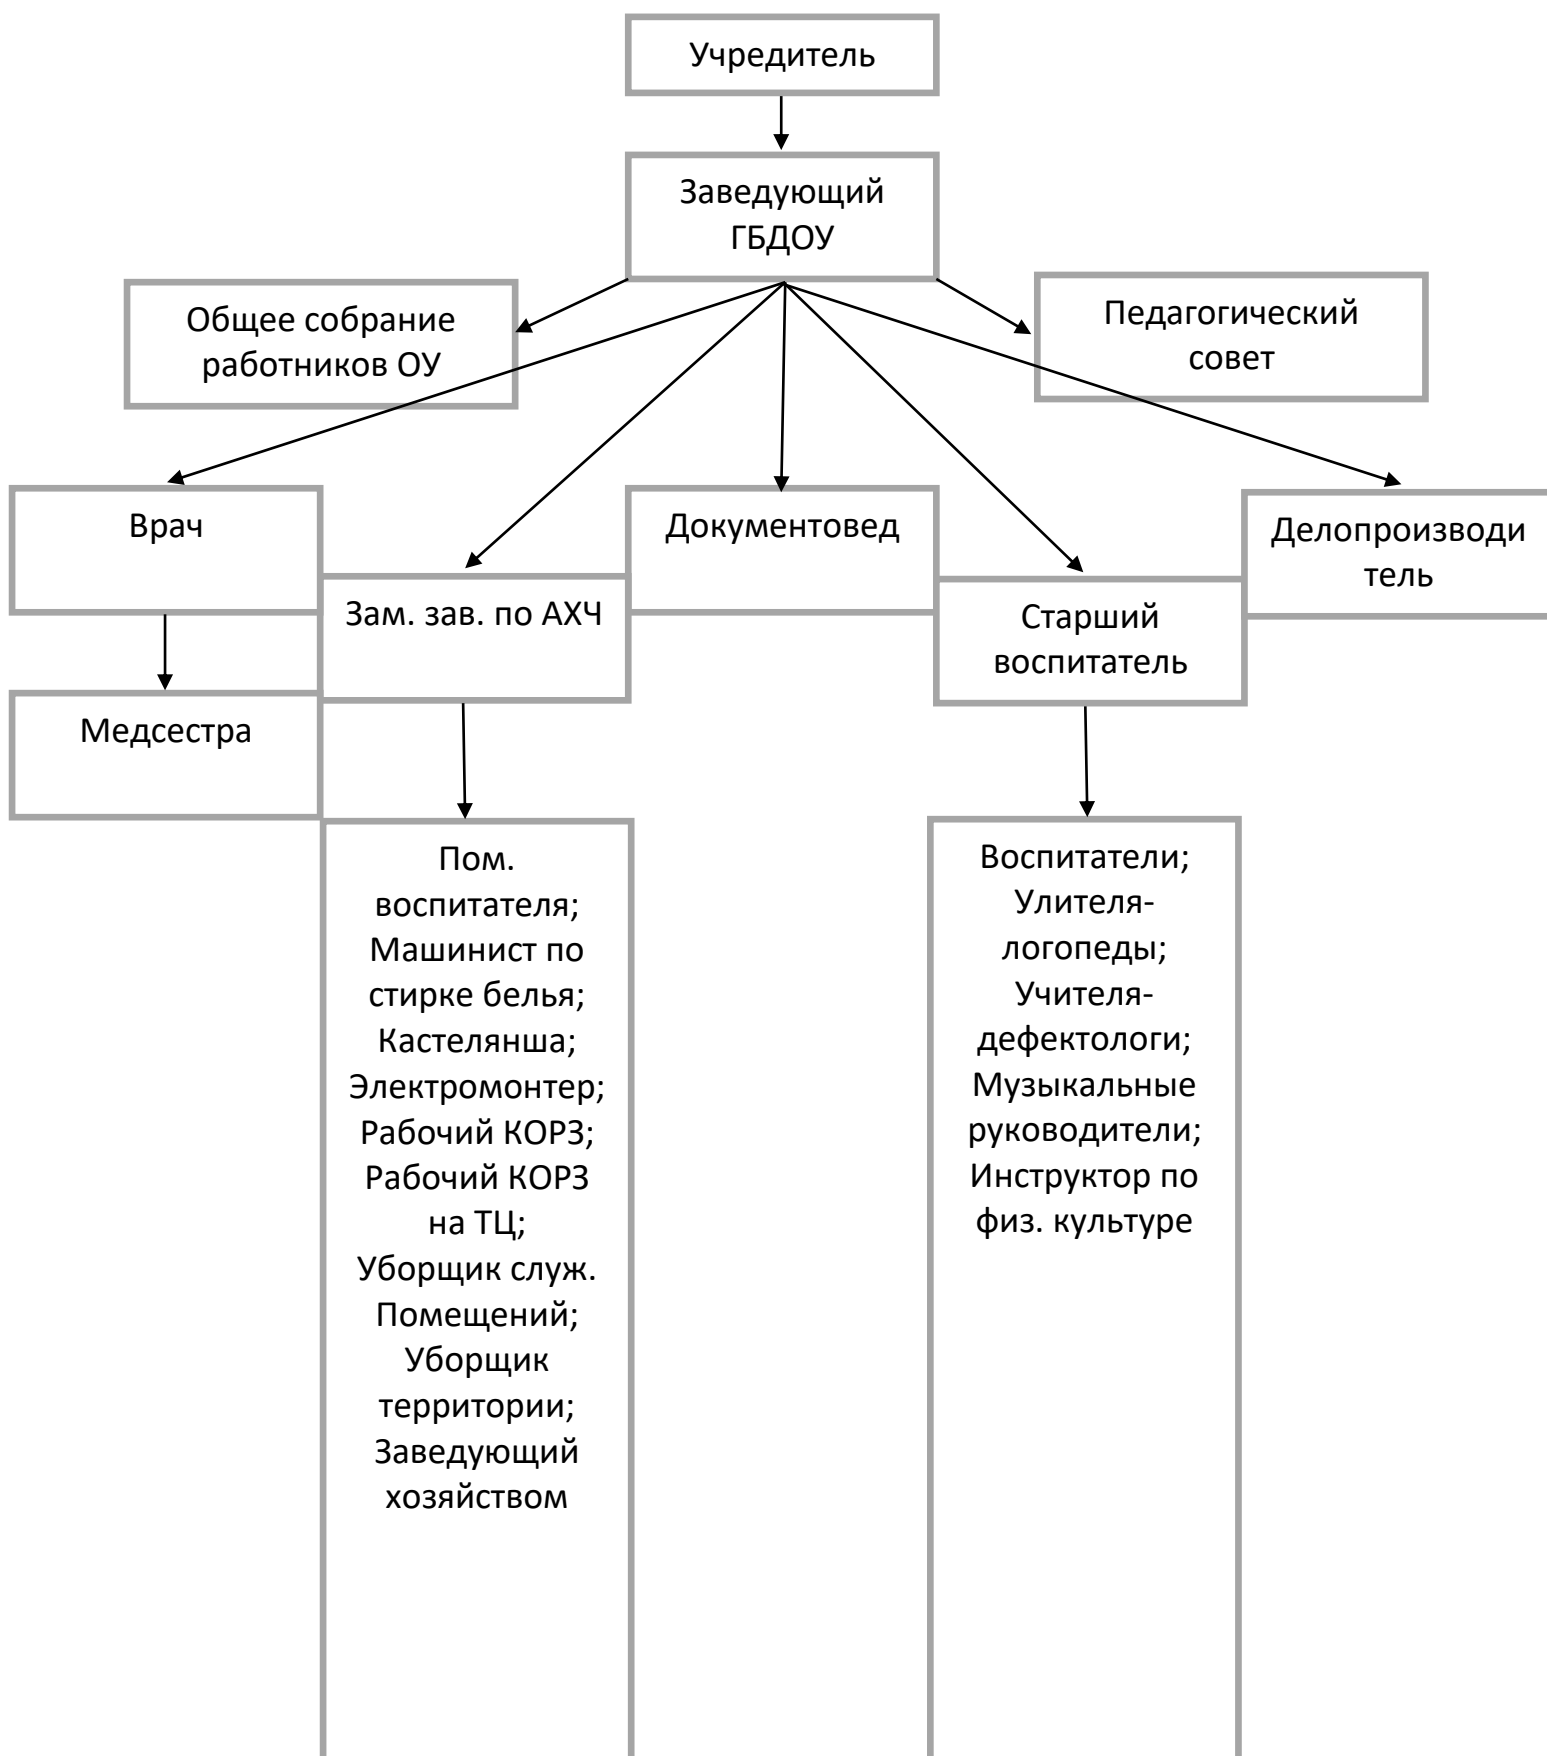 Учредитель
Заведующий
ГБДОУ
Общее собрание
работников ОУ
Педагогический
совет
Врач
Документовед
Делопроизводи
тель
Зам. зав. по АХЧ
Старший
воспитатель
Медсестра
Пом.
воспитателя;
Машинист по
стирке белья;
Кастелянша;
Электромонтер;
Рабочий КОРЗ;
Рабочий КОРЗ
на ТЦ;
Уборщик служ.
Помещений;
Уборщик
территории;
Заведующий
хозяйством
Воспитатели;
Улителя-
логопеды;
Учителя-
дефектологи;
Музыкальные
руководители;
Инструктор по
физ. культуре